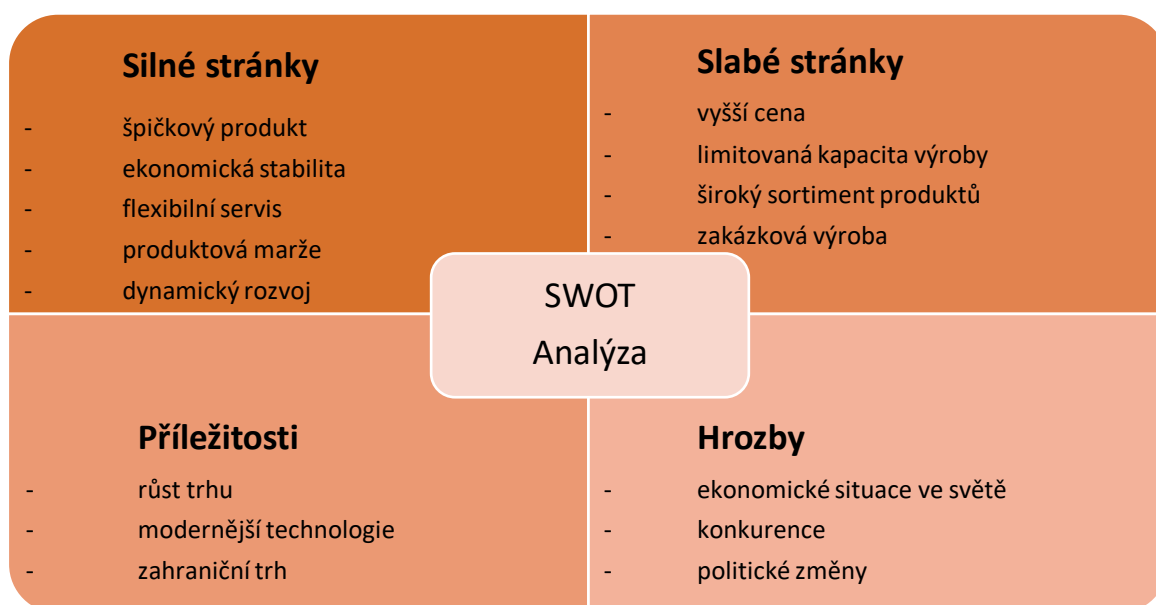 Silné stránky
- špičkový produkt
- ekonomická stabilita
- flexibilní servis
- produktová marže
- dynamický rozvoj
Slabé stránky
- vyšší cena
- limitovaná kapacita výroby
- široký sortiment produktů
- zakázková výroba
SWOT
Analýza
Příležitosti
- růst trhu
- modernější technologie
- zahraniční trh
Hrozby
- ekonomické situace ve světě
- konkurence
- politické změny